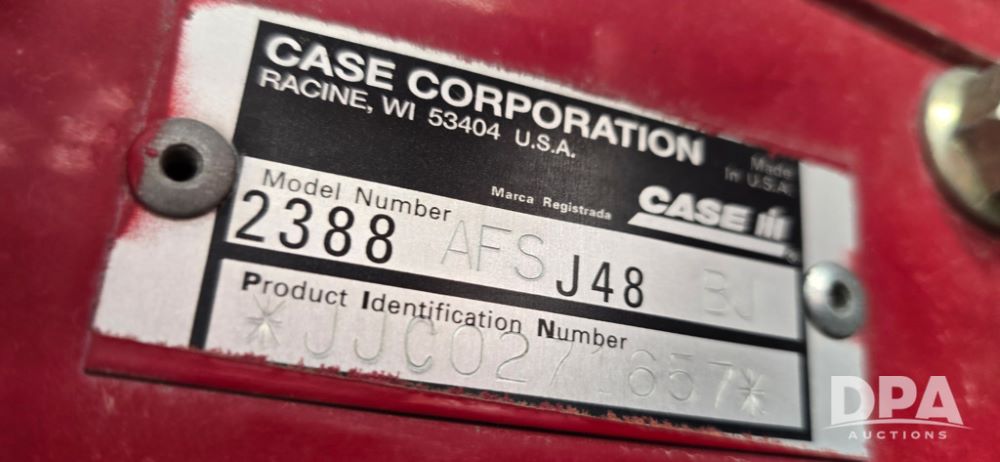 CASE CORPORATION
RACINE, WI 53404 U.S.A.
Made
In U.S.A.
Marca Registrada
CASE IH
Model Number
2388 AFS J48 BJ
Product Identification Number
*JJC0271657*
DPA
AUCTIONS